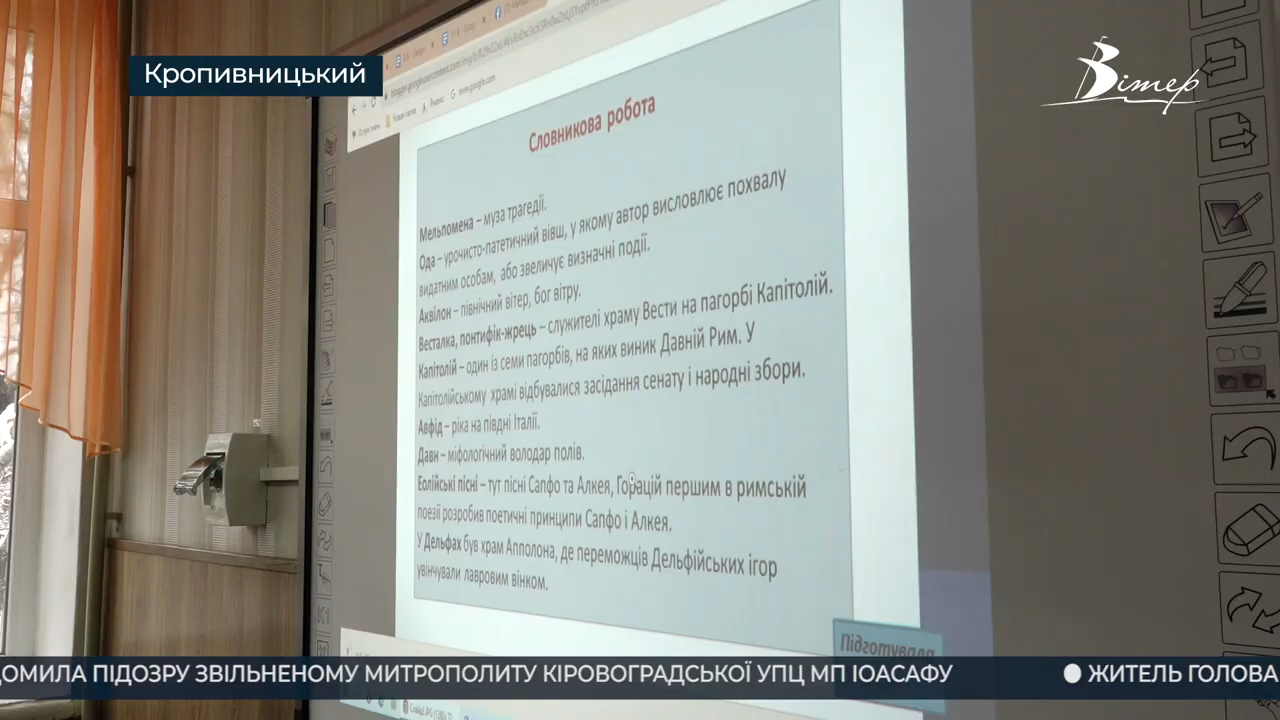 Кропивницький
Вітер
www.google.com
Словникова робота
Мельпомена – муза трагедії.
Ода – урочисто-патетичний вівш, у якому автор висловлює похвалу
видатним особам, або звеличує визначні події.
Аквілон – північний вітер, бог вітру.
Весталка, понтифік-жрець – служителі храму Вести на пагорбі Капітолій.
Капітолій – один із семи пагорбів, на яких виник Давній Рим. У
Капітолійському храмі відбувалися засідання сенату і народні збори.
Авфід – ріка на півдні Італії.
Давн – міфологічний володар полів.
Еолійські пісні – тут пісні Сапфо та Алкея, Горацій першим в римській
поезії розробив поетичні принципи Сапфо і Алкея.
У Дельфах був храм Апполона, де переможців Дельфійських ігор
увінчували лавровим вінком.
Підготувала
ДОМИЛА ПІДОЗРУ ЗВІЛЬНЕНОМУ МИТРОПОЛИТУ КІРОВОГРАДСЬКОЇ УПЦ МП ІОАСАФУ ● ЖИТЕЛЬ ГОЛОВА